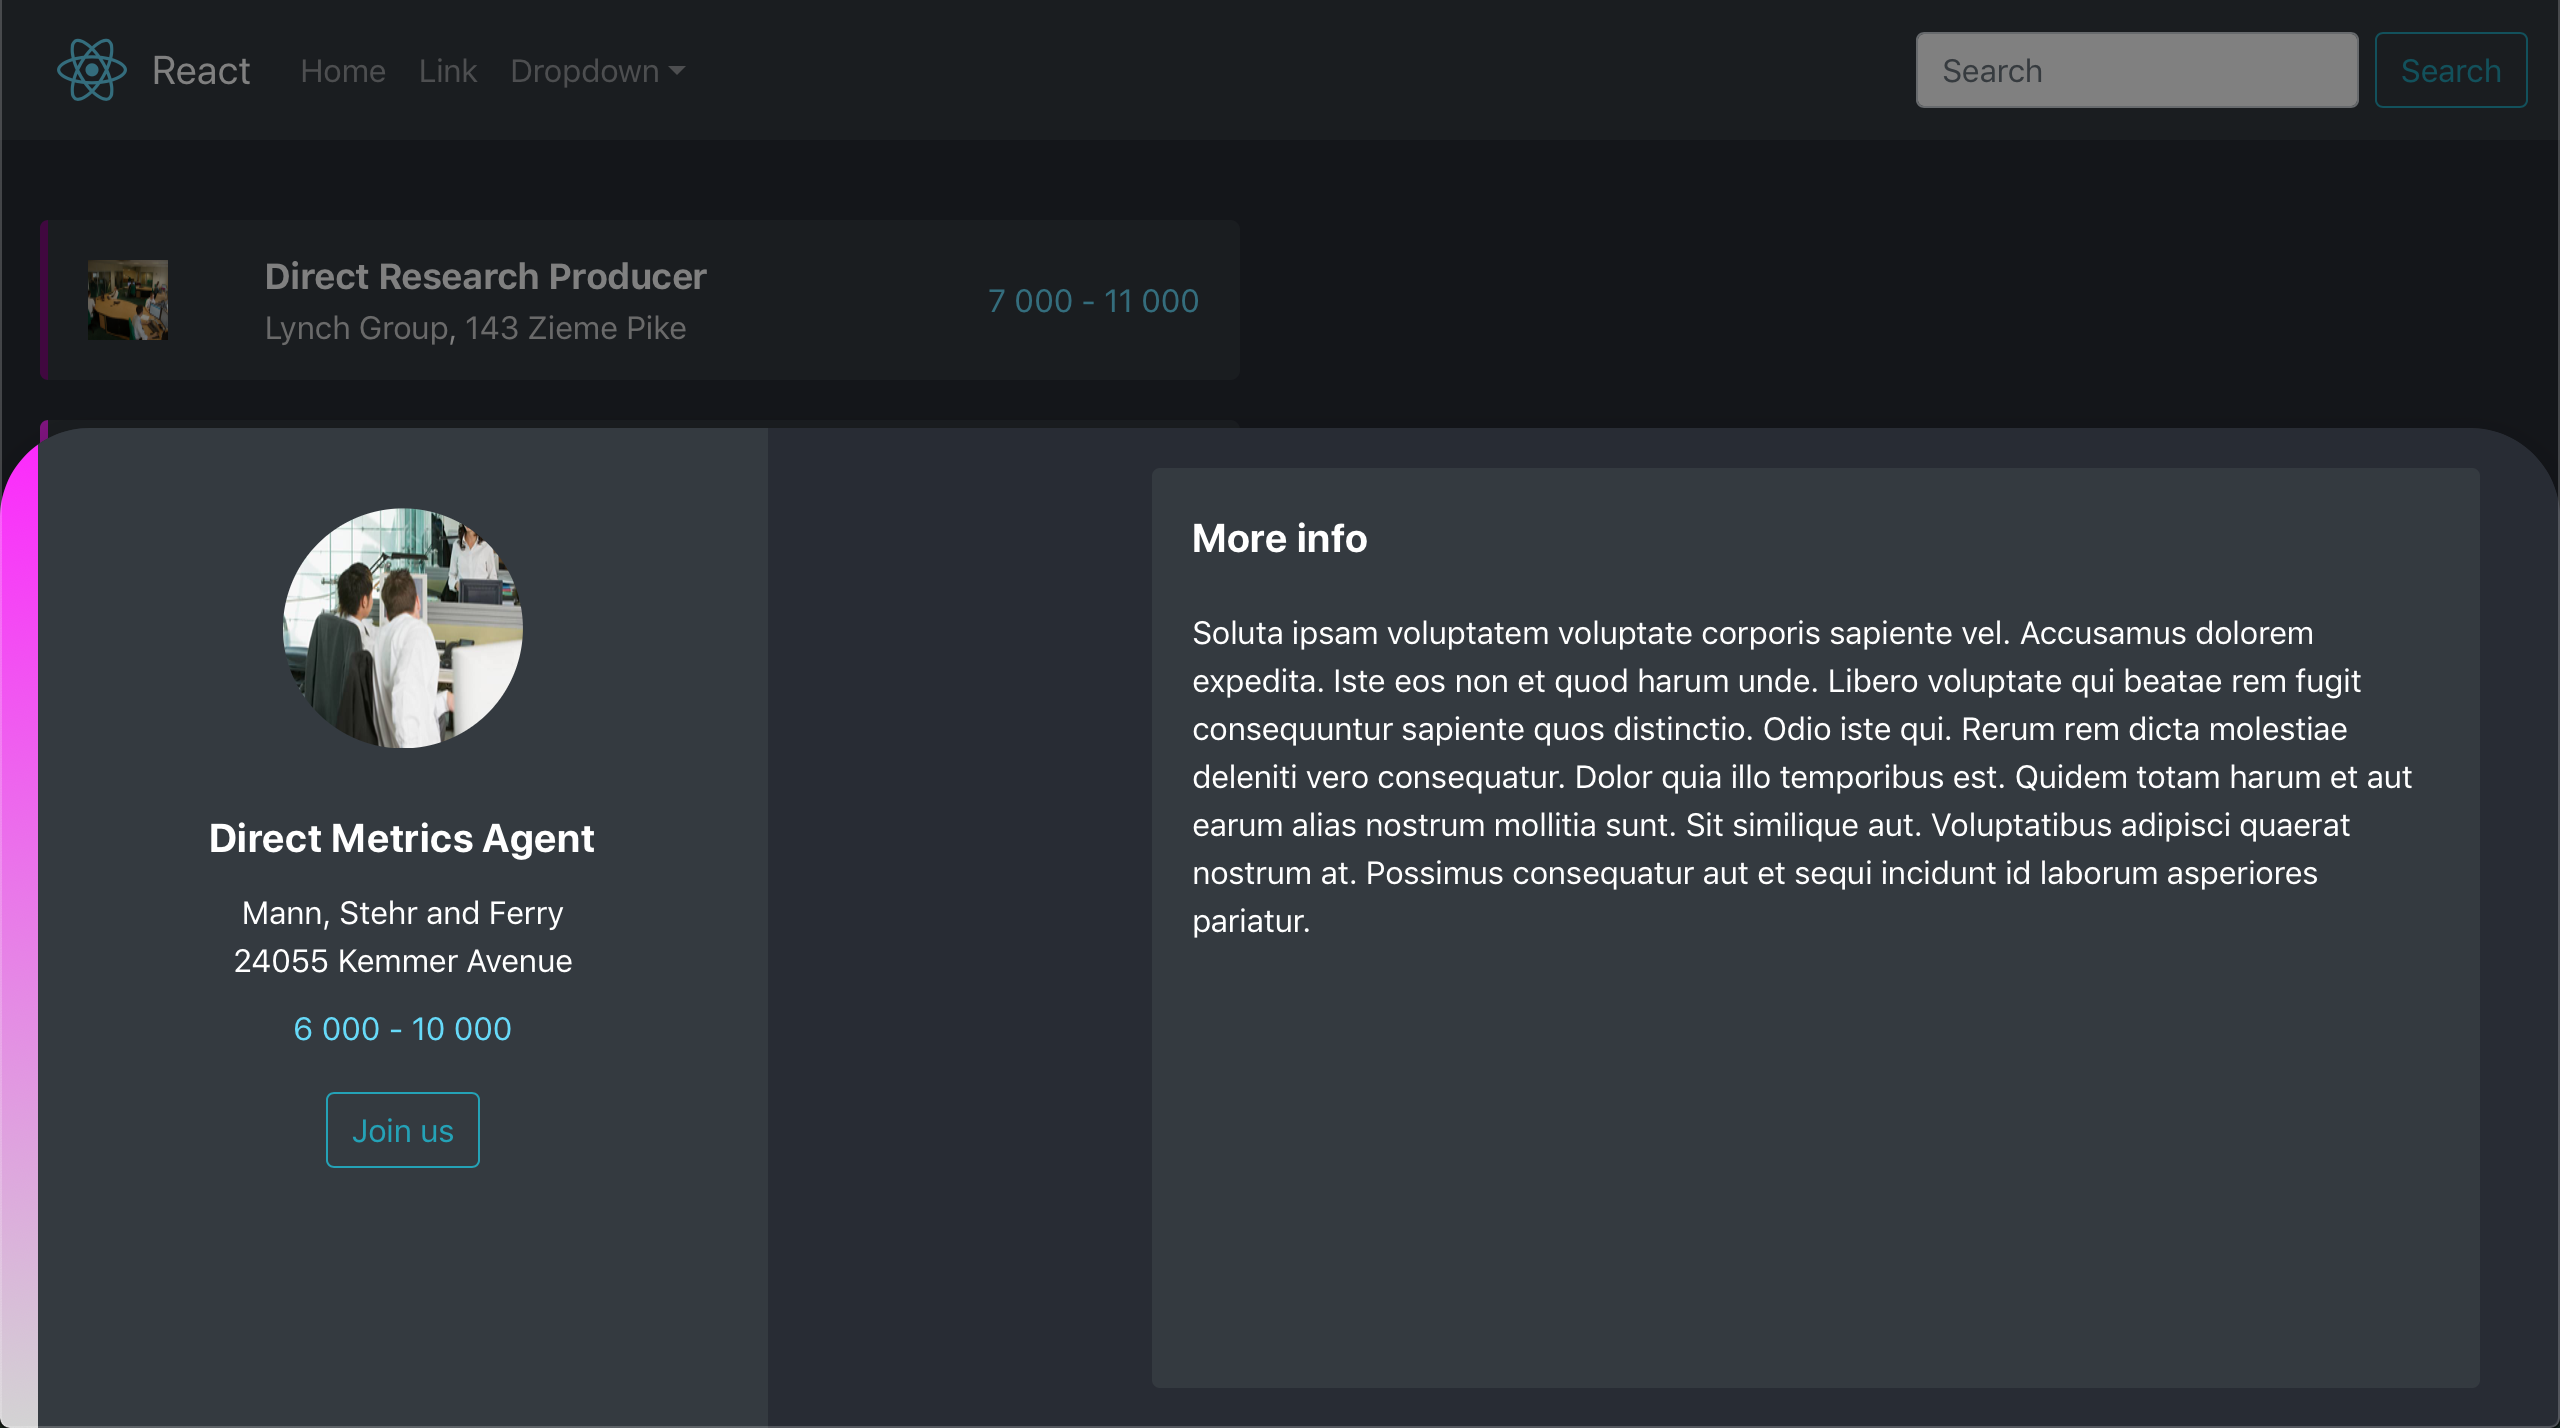 React
Home
Link
Dropdown
Search
Search
Direct Research Producer
Lynch Group, 143 Zieme Pike
7 000 - 11 000
Direct Metrics Agent
Mann, Stehr and Ferry
24055 Kemmer Avenue
6 000 - 10 000
Join us
More info
Soluta ipsam voluptatem voluptate corporis sapiente vel. Accusamus dolorem
expedita. Iste eos non et quod harum unde. Libero voluptate qui beatae rem fugit
consequuntur sapiente quos distinctio. Odio iste qui. Rerum rem dicta molestiae
deleniti vero consequatur. Dolor quia illo temporibus est. Quidem totam harum et aut
earum alias nostrum mollitia sunt. Sit similique aut. Voluptatibus adipisci quaerat
nostrum at. Possimus consequatur aut et sequi incidunt id laborum asperiores
pariatur.